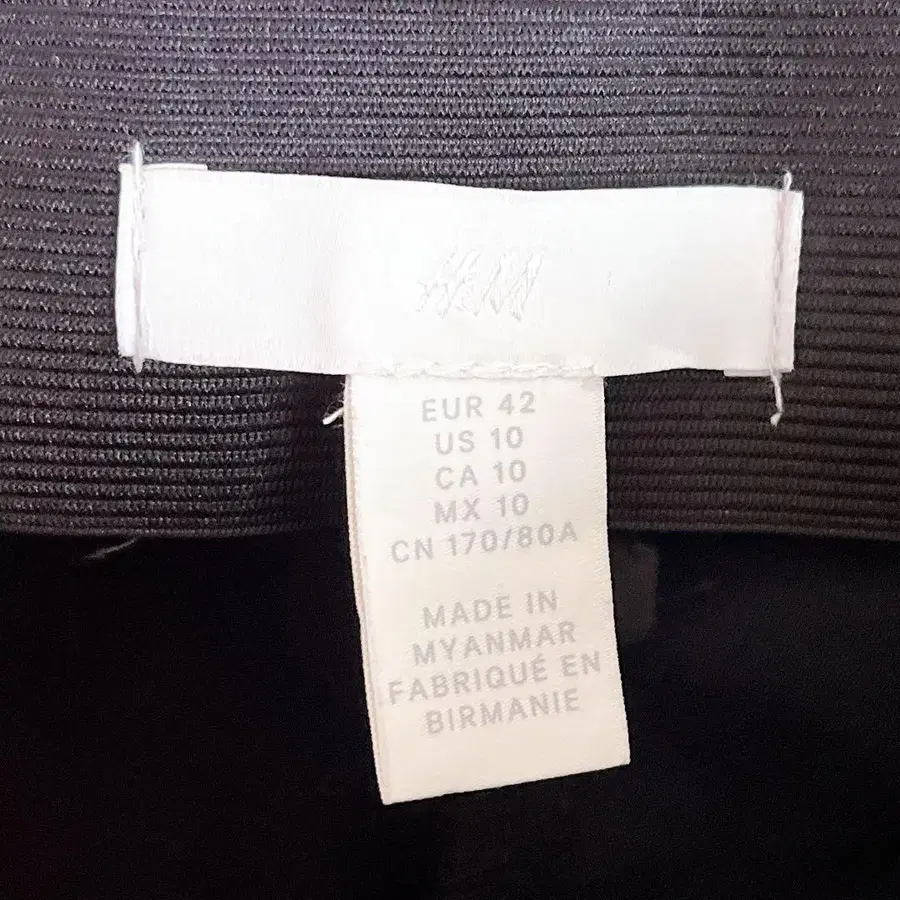 H&M
EUR 42
US 10
CA 10
MX 10
CN 170/80A
MADE IN
MYANMAR
FABRIQUÉ EN
BIRMANIE